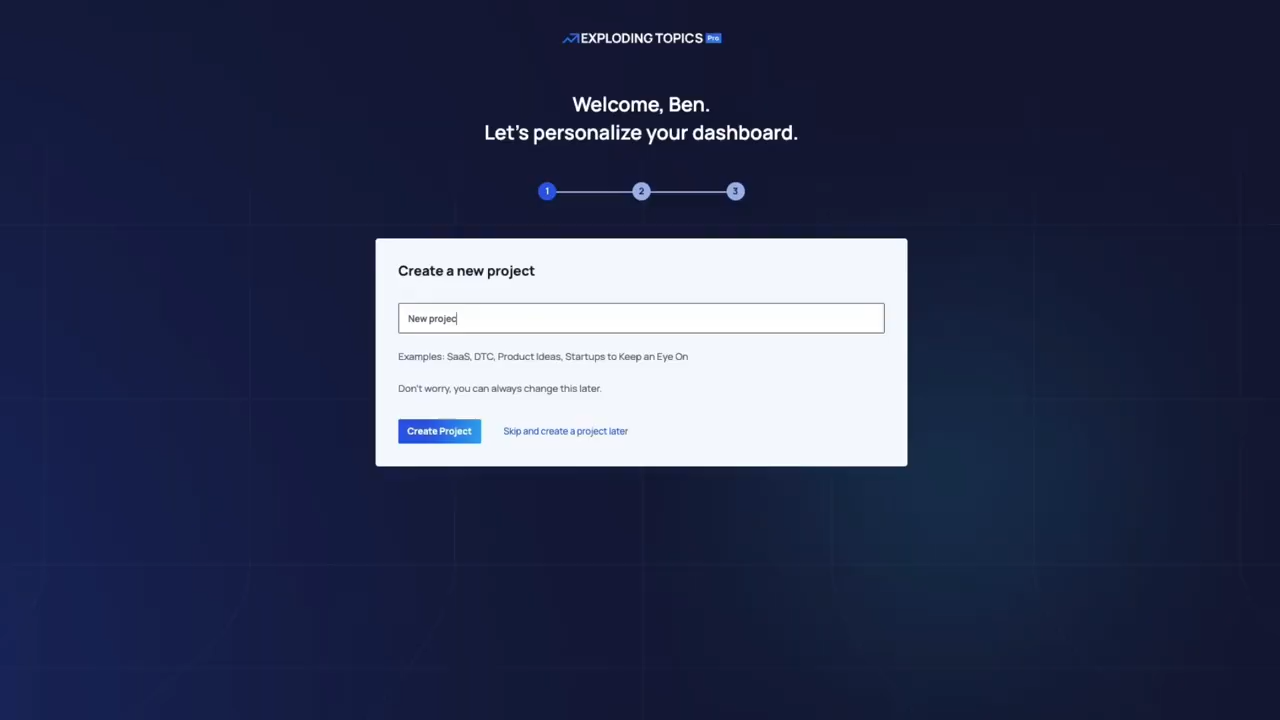 EXPLODING TOPICS Pro
Welcome, Ben.
Let's personalize your dashboard.
1 2 3
Create a new project
New projec
Examples: SaaS, DTC, Product Ideas, Startups to Keep an Eye On
Don't worry, you can always change this later.
Create Project Skip and create a project later